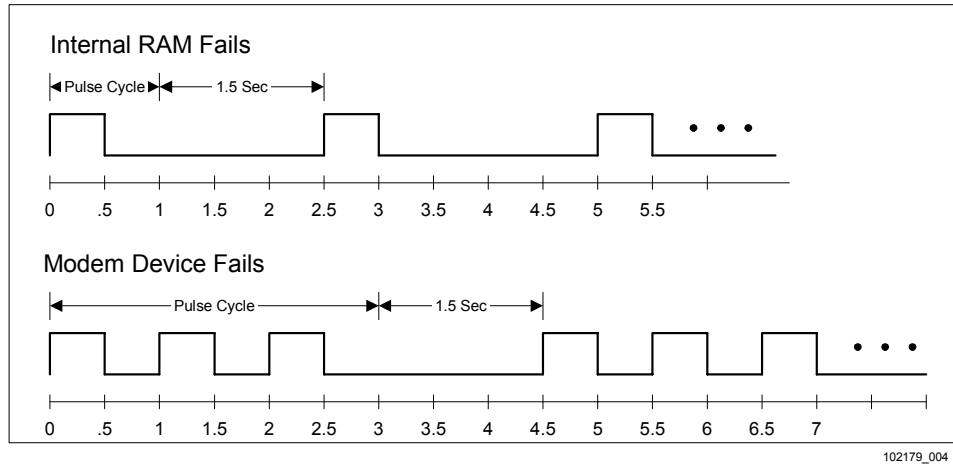 Internal RAM Fails
Pulse Cycle 1.5 Sec
0 .5 1 1.5 2 2.5 3 3.5 4 4.5 5 5.5
Modem Device Fails
Pulse Cycle 1.5 Sec
0 .5 1 1.5 2 2.5 3 3.5 4 4.5 5 5.5 6 6.5 7
102179_004